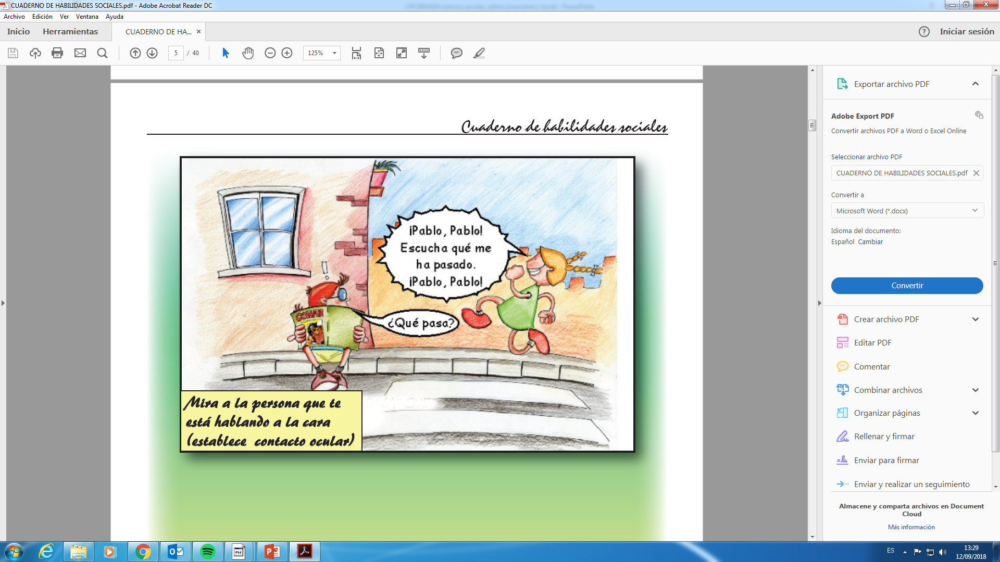 CUADERNO DE HABILIDADES SOCIALES.pdf - Adobe Acrobat Reader DC
Archivo Edición Ver Ventana Ayuda
Inicio Herramientas CUADERNO DE HA... × Iniciar sesión
5 / 40 125%
Cuaderno de habilidades sociales
¡Pablo, Pablo!
Escucha qué me
ha pasado.
¡Pablo, Pablo!
!
¿Qué pasa?
CONAN
Mira a la persona que te
está hablando a la cara
(establece contacto ocular)
Exportar archivo PDF
Adobe Export PDF
Convertir archivos PDF a Word o Excel Online
Seleccionar archivo PDF
CUADERNO DE HABILIDADES SOCIALES.pdf
Convertir a
Microsoft Word (*.docx)
Idioma del documento:
Español Cambiar
Convertir
Crear archivo PDF
Editar PDF
Comentar
Combinar archivos
Organizar páginas
Rellenar y firmar
Enviar para firmar
Enviar y realizar un seguimiento
Almacene y comparta archivos en Document
Cloud
Más información
ES
13:29
12/09/2018